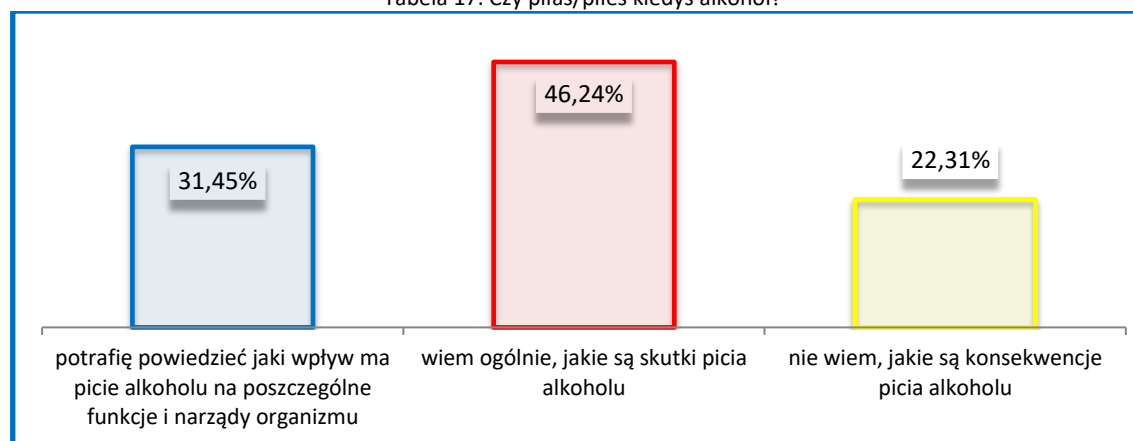 Tabela 17. Czy piłaś/piłeś kiedyś alkohol?
46,24%
31,45%
22,31%
potrafię powiedzieć jaki wpływ ma
picie alkoholu na poszczególne
funkcje i narządy organizmu
wiem ogólnie, jakie są skutki picia
alkoholu
nie wiem, jakie są konsekwencje
picia alkoholu